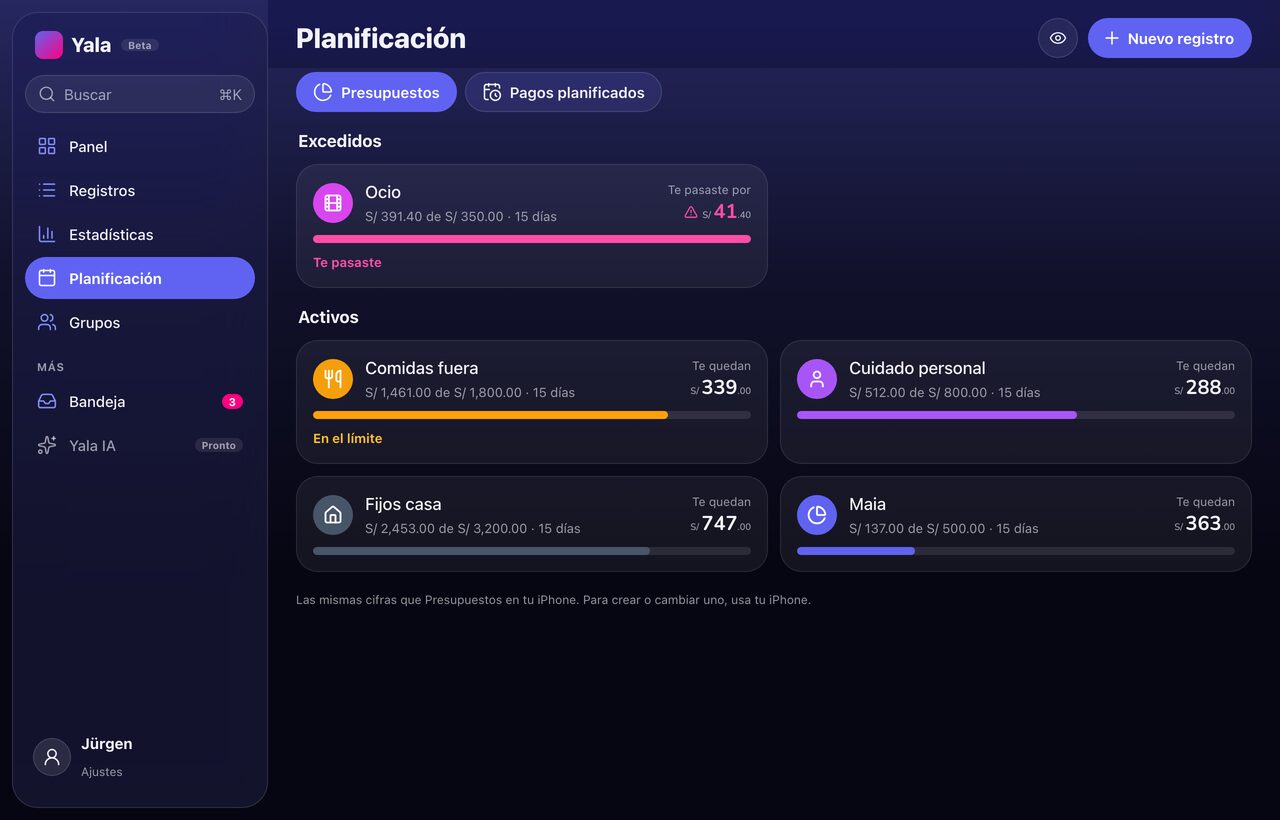 Yala Beta
Buscar ⌘K
Panel
Registros
Estadísticas
Planificación
Grupos
MÁS
Bandeja 3
Yala IA Pronto
Jürgen
Ajustes
Planificación
Nuevo registro
Presupuestos
Pagos planificados
Excedidos
Ocio
S/ 391.40 de S/ 350.00 · 15 días
Te pasaste por
S/ 41.40
Te pasaste
Activos
Comidas fuera
S/ 1,461.00 de S/ 1,800.00 · 15 días
Te quedan
S/ 339.00
En el límite
Cuidado personal
S/ 512.00 de S/ 800.00 · 15 días
Te quedan
S/ 288.00
Fijos casa
S/ 2,453.00 de S/ 3,200.00 · 15 días
Te quedan
S/ 747.00
Maia
S/ 137.00 de S/ 500.00 · 15 días
Te quedan
S/ 363.00
Las mismas cifras que Presupuestos en tu iPhone. Para crear o cambiar uno, usa tu iPhone.